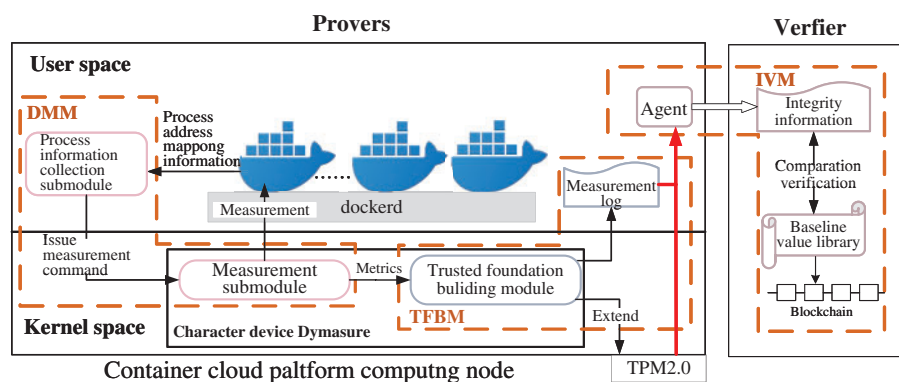 Provers
Verfier
User space
IVM
DMM
Process
address
mappong
information
Agent
Integrity
information
Process
information
collection
submodule
......
Measurement
log
Comparation
verification
Measurement
dockerd
Baseline
value library
Issue
measurement
command
Measurement
submodule
Metrics
Trusted foundation
buliding module
Blockchain
Kernel space
TFBM
Extend
Character device Dymasure
Container cloud paltform computng node
TPM2.0